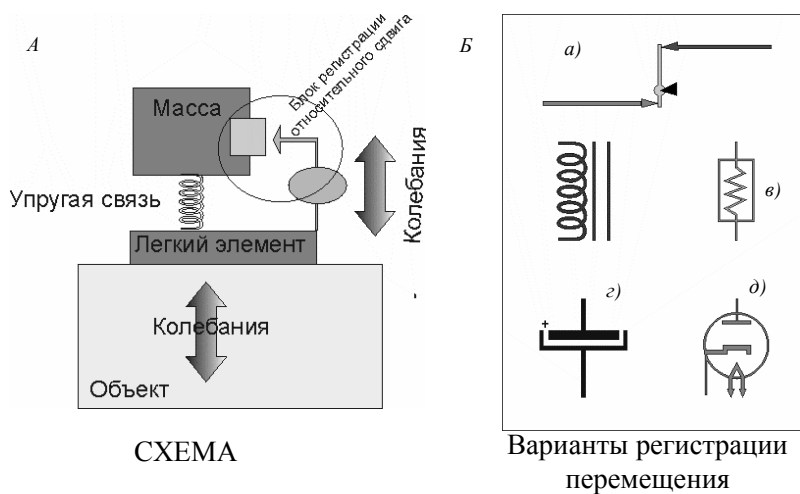 А
Масса
Блок регистрации
относительного сдвига
Упругая связь
Легкий элемент
Колебания
Колебания
Объект
СХЕМА
Б
а)
в)
г)
д)
+
Варианты регистрации
перемещения